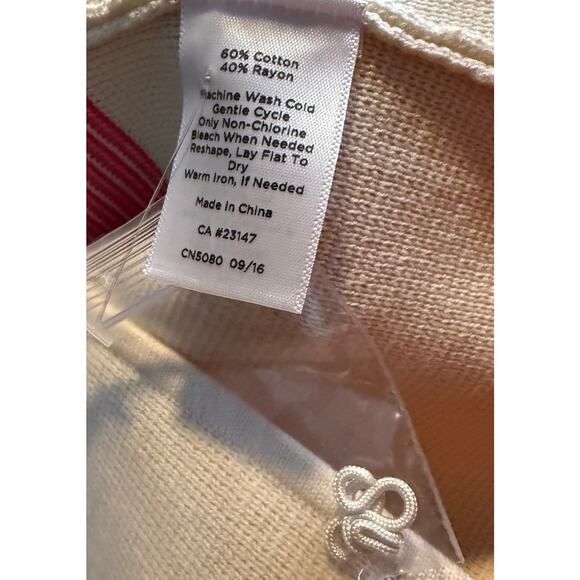 60% Cotton
40% Rayon
Machine Wash Cold
Gentle Cycle
Only Non-Chlorine
Bleach When Needed
Reshape, Lay Flat To
Dry
Warm Iron, If Needed
Made In China
CA #23147
CN5080 09/16